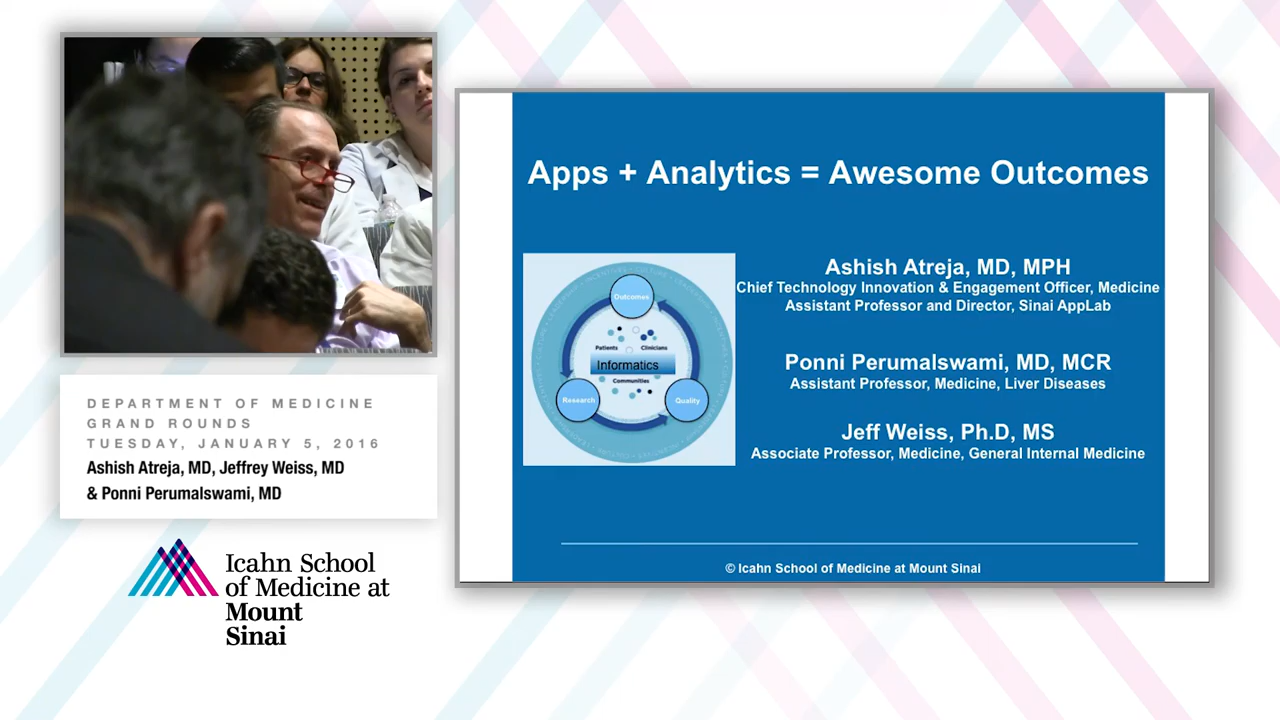 DEPARTMENT OF MEDICINE
GRAND ROUNDS
TUESDAY, JANUARY 5, 2016
Ashish Atreja, MD, Jeffrey Weiss, MD
& Ponni Perumalswami, MD
Icahn School
of Medicine at
Mount
Sinai
Apps + Analytics = Awesome Outcomes
Outcomes
Patients Clinicians
Informatics
Communities
Research
Quality
Ashish Atreja, MD, MPH
Chief Technology Innovation & Engagement Officer, Medicine
Assistant Professor and Director, Sinai AppLab
Ponni Perumalswami, MD, MCR
Assistant Professor, Medicine, Liver Diseases
Jeff Weiss, Ph.D, MS
Associate Professor, Medicine, General Internal Medicine
© Icahn School of Medicine at Mount Sinai